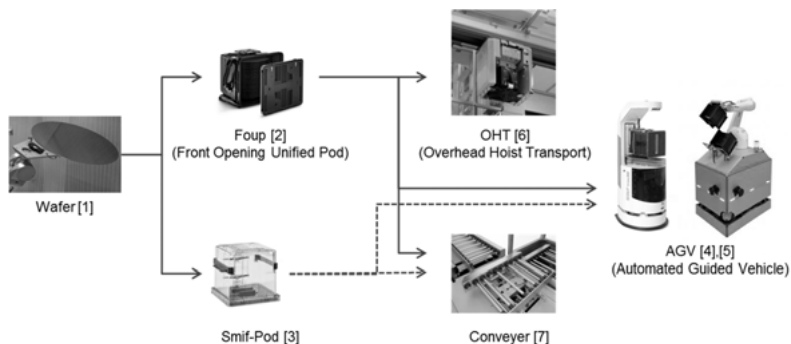 Foup [2]
(Front Opening Unified Pod)
OHT [6]
(Overhead Hoist Transport)
Wafer [1]
AGV [4],[5]
(Automated Guided Vehicle)
Smif-Pod [3]
Conveyer [7]